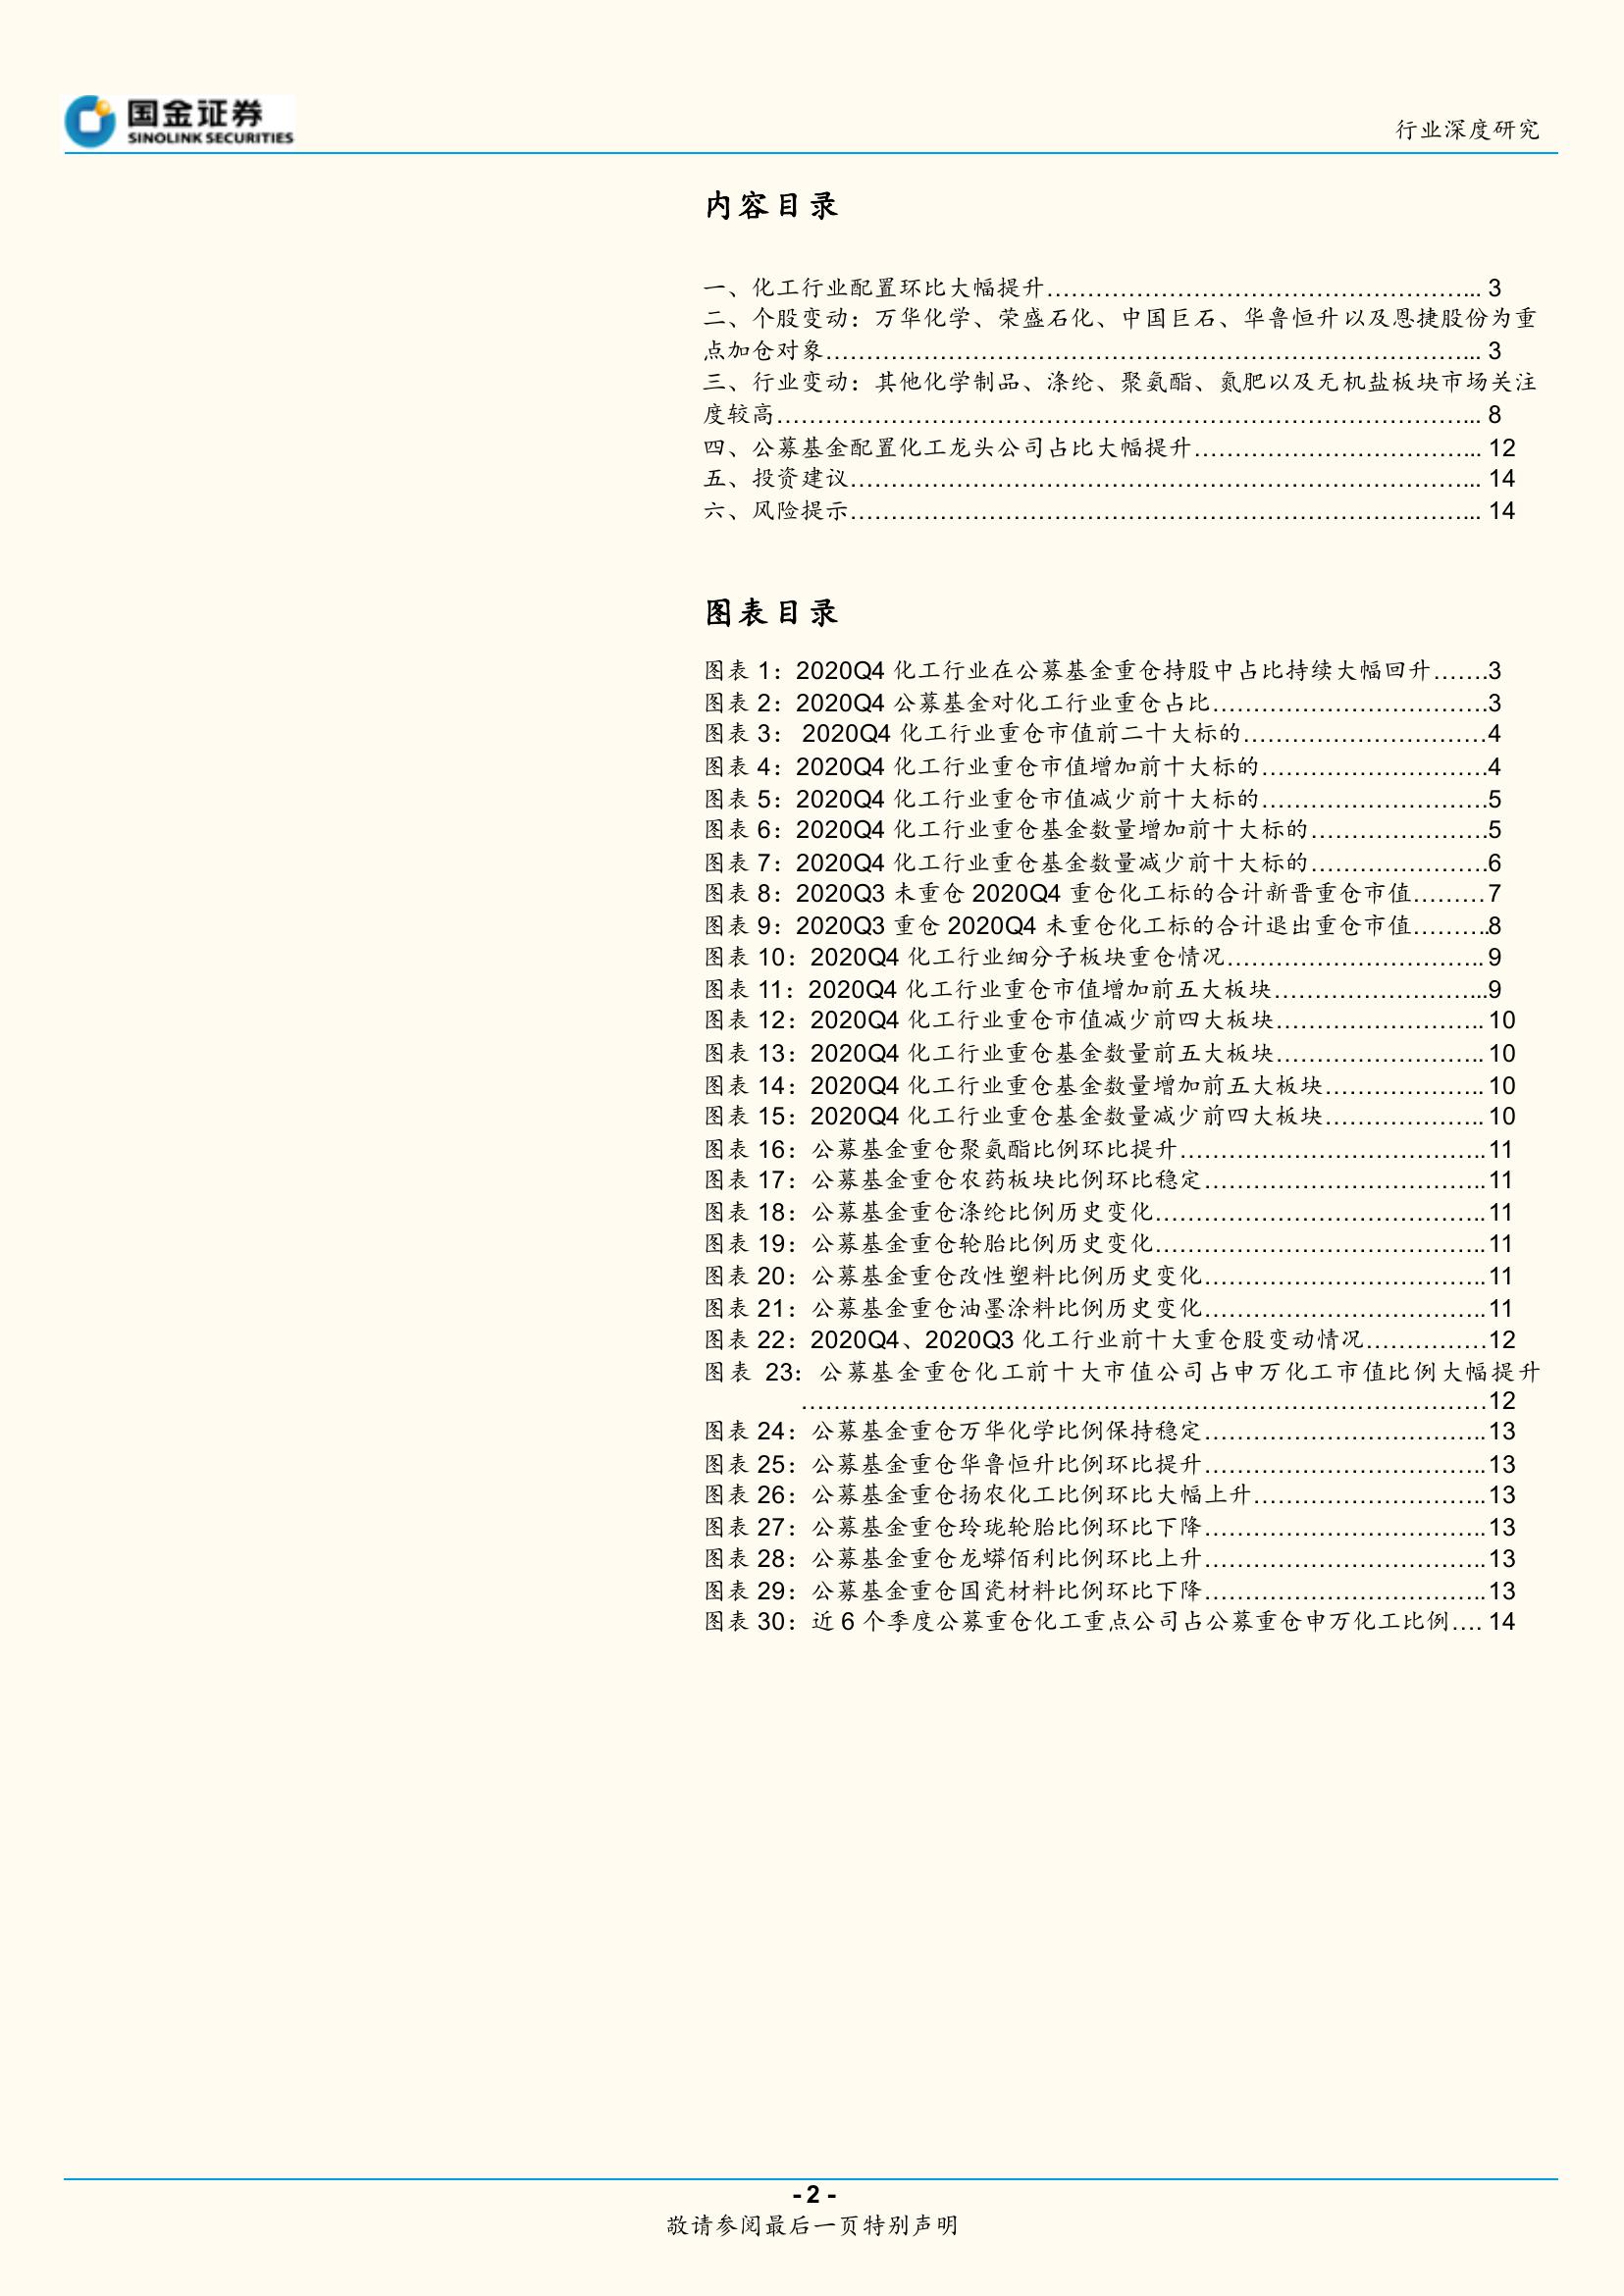 国金证券
SINOLINK SECURITIES
行业深度研究
内容目录
一、化工行业配置环比大幅提升.................................................. 3
二、个股变动：万华化学、荣盛石化、中国巨石、华鲁恒升以及恩捷股份为重
点加仓对象.................................................. 3
三、行业变动：其他化学制品、涤纶、聚氨酯、氮肥以及无机盐板块市场关注
度较高.................................................. 8
四、公募基金配置化工龙头公司占比大幅提升.................................. 12
五、投资建议.................................................. 14
六、风险提示.................................................. 14
图表目录
图表 1：2020Q4 化工行业在公募基金重仓持股中占比持续大幅回升.......3
图表 2：2020Q4 公募基金对化工行业重仓占比..................................3
图表 3： 2020Q4 化工行业重仓市值前二十大标的..............................4
图表 4：2020Q4 化工行业重仓市值增加前十大标的............................4
图表 5：2020Q4 化工行业重仓市值减少前十大标的............................5
图表 6：2020Q4 化工行业重仓基金数量增加前十大标的......................5
图表 7：2020Q4 化工行业重仓基金数量减少前十大标的......................6
图表 8：2020Q3 未重仓 2020Q4 重仓化工标的合计新晋重仓市值.........7
图表 9：2020Q3 重仓 2020Q4 未重仓化工标的合计退出重仓市值..........8
图表 10：2020Q4 化工行业细分子板块重仓情况................................ 9
图表 11：2020Q4 化工行业重仓市值增加前五大板块...........................9
图表 12：2020Q4 化工行业重仓市值减少前四大板块.......................... 10
图表 13：2020Q4 化工行业重仓基金数量前五大板块.......................... 10
图表 14：2020Q4 化工行业重仓基金数量增加前五大板块.................... 10
图表 15：2020Q4 化工行业重仓基金数量减少前四大板块.................... 10
图表 16：公募基金重仓聚氨酯比例环比提升......................................11
图表 17：公募基金重仓农药板块比例环比稳定...................................11
图表 18：公募基金重仓涤纶比例历史变化.........................................11
图表 19：公募基金重仓轮胎比例历史变化.........................................11
图表 20：公募基金重仓改性塑料比例历史变化...................................11
图表 21：公募基金重仓油墨涂料比例历史变化...................................11
图表 22：2020Q4、2020Q3 化工行业前十大重仓股变动情况...............12
图表 23：公募基金重仓化工前十大市值公司占申万化工市值比例大幅提升
..................................................................................12
图表 24：公募基金重仓万华化学比例保持稳定...................................13
图表 25：公募基金重仓华鲁恒升比例环比提升...................................13
图表 26：公募基金重仓扬农化工比例环比大幅上升.............................13
图表 27：公募基金重仓玲珑轮胎比例环比下降...................................13
图表 28：公募基金重仓龙蟒佰利比例环比上升...................................13
图表 29：公募基金重仓国瓷材料比例环比下降...................................13
图表 30：近 6 个季度公募重仓化工重点公司占公募重仓申万化工比例.... 14
- 2 -
敬请参阅最后一页特别声明